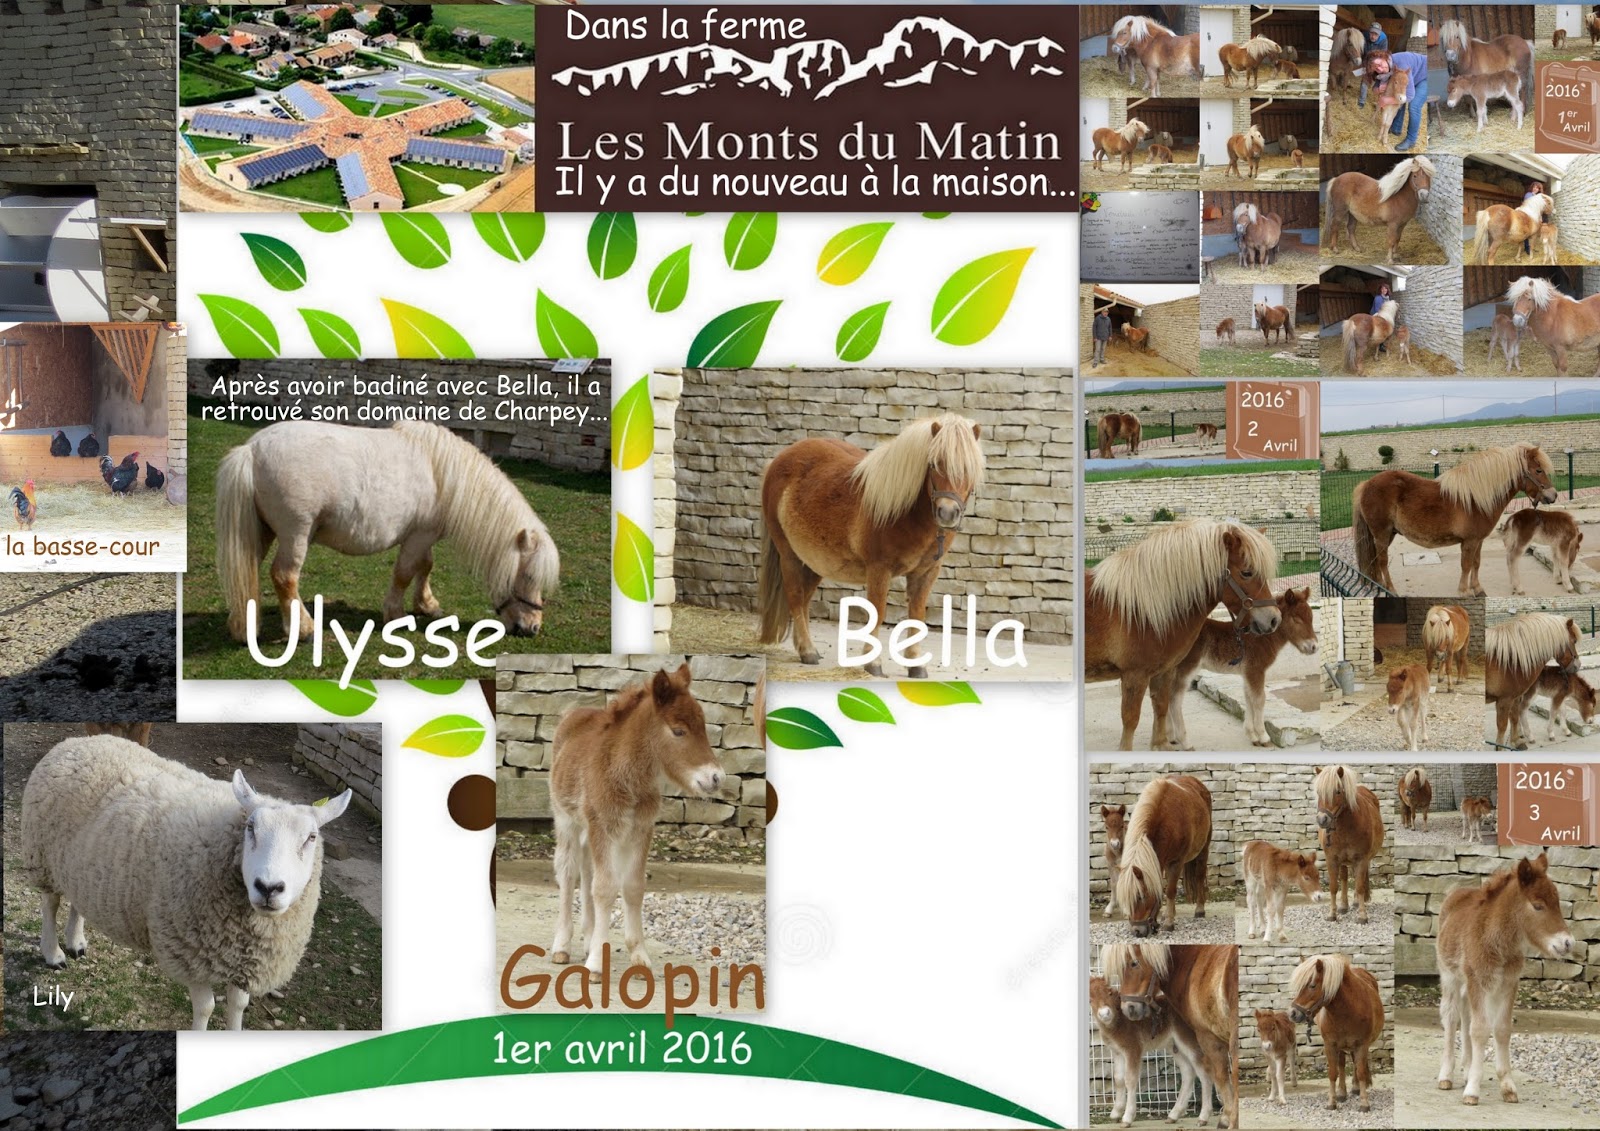 Dans la ferme
Les Monts du Matin
Il y a du nouveau à la maison...
Après avoir badiné avec Bella, il a
retrouvé son domaine de Charpey...
Ulysse
Bella
la basse-cour
Lily
Galopin
1er avril 2016
2016
1er
Avril
2016
2
Avril
2016
3
Avril